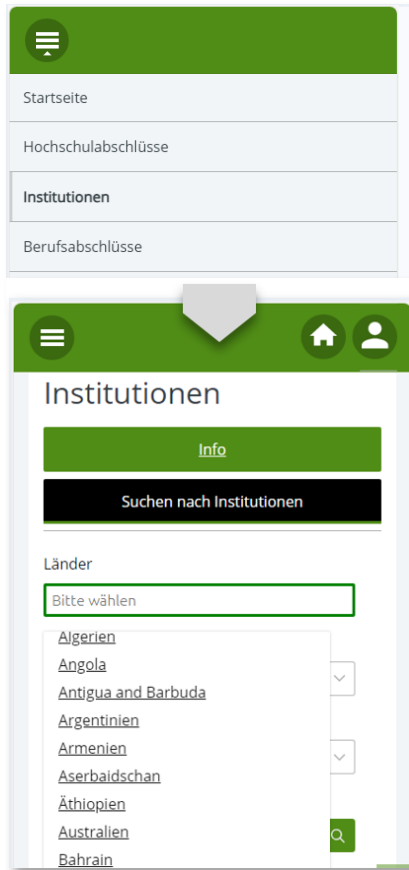 Startseite
Hochschulabschlüsse
Institutionen
Berufsabschlüsse
Institutionen
Info
Suchen nach Institutionen
Länder
Bitte wählen
Algerien
Angola
Antigua and Barbuda
Argentinien
Armenien
Aserbaidschan
Äthiopien
Australien
Bahrain